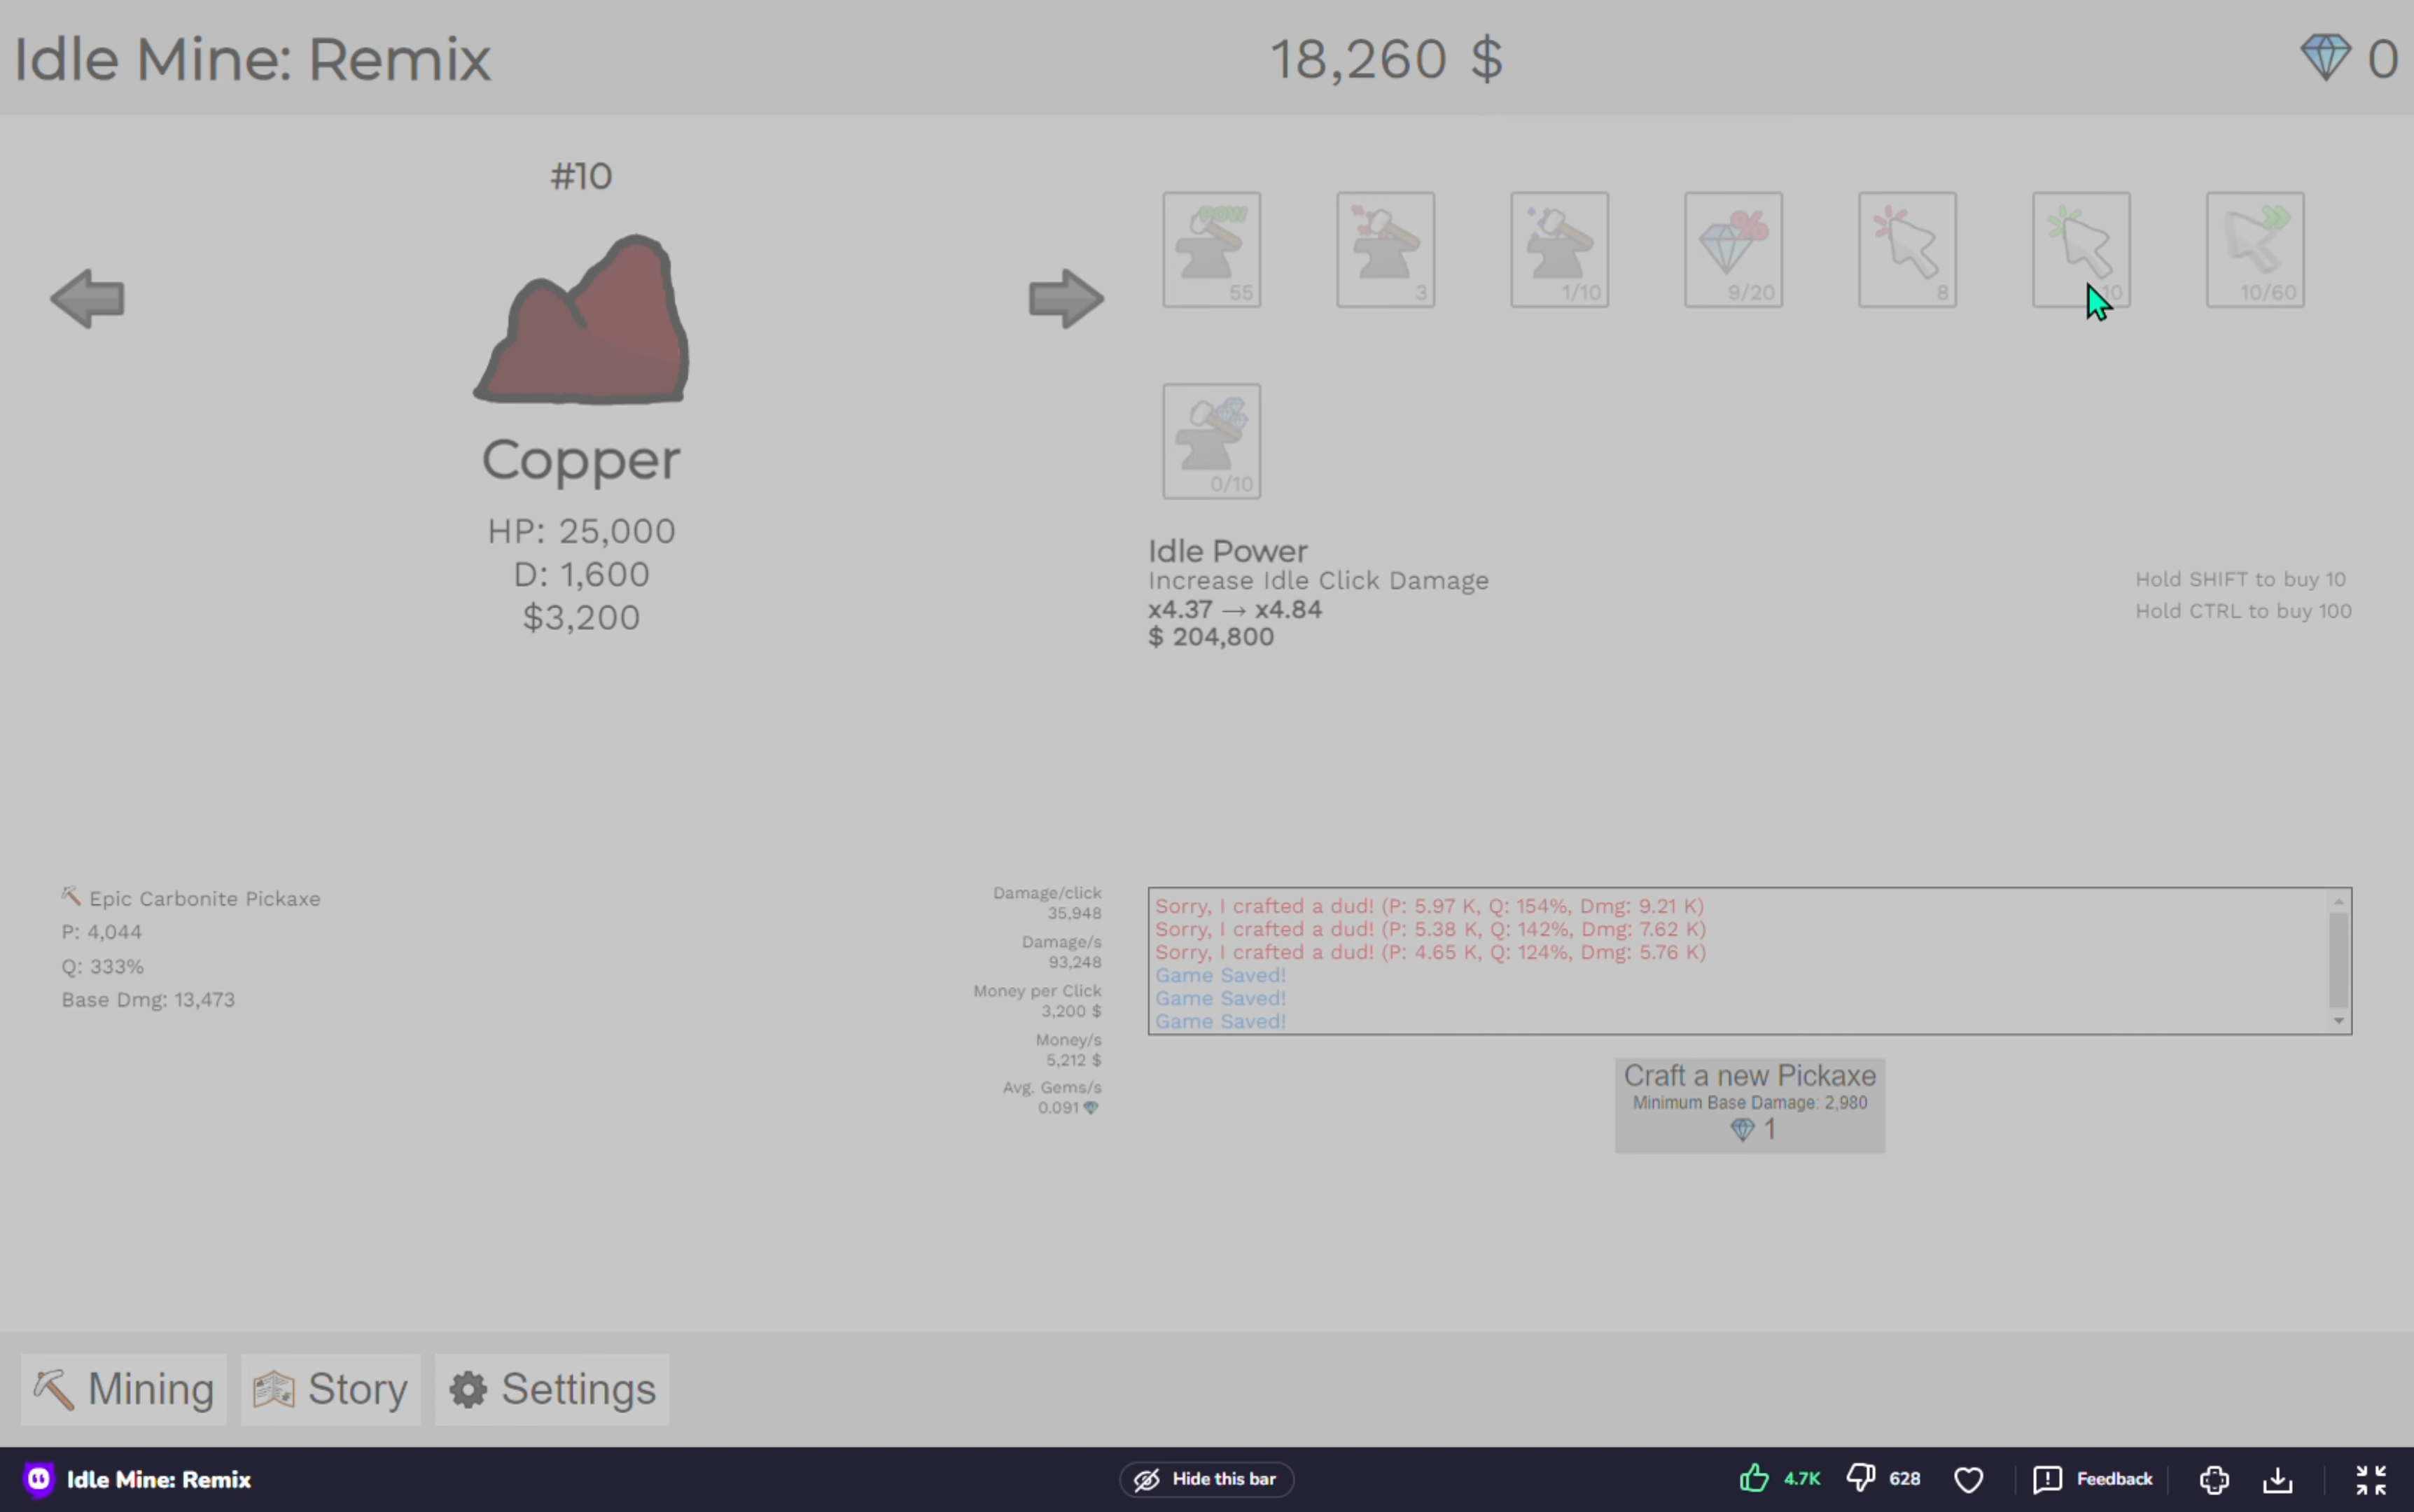 Idle Mine: Remix
18,260 $
0
#10
Copper
HP: 25,000
D: 1,600
$3,200
POW
55
3
1/10
%
9/20
8
10
10/60
0/10
Idle Power
Increase Idle Click Damage
x4.37 → x4.84
$ 204,800
Hold SHIFT to buy 10
Hold CTRL to buy 100
Epic Carbonite Pickaxe
P: 4,044
Q: 333%
Base Dmg: 13,473
Damage/click
35,948
Damage/s
93,248
Money per Click
3,200 $
Money/s
5,212 $
Avg. Gems/s
0.091
Sorry, I crafted a dud! (P: 5.97 K, Q: 154%, Dmg: 9.21 K)
Sorry, I crafted a dud! (P: 5.38 K, Q: 142%, Dmg: 7.62 K)
Sorry, I crafted a dud! (P: 4.65 K, Q: 124%, Dmg: 5.76 K)
Game Saved!
Game Saved!
Game Saved!
Craft a new Pickaxe
Minimum Base Damage: 2,980
1
Mining
Story
Settings
Idle Mine: Remix
Hide this bar
4.7K
628
Feedback